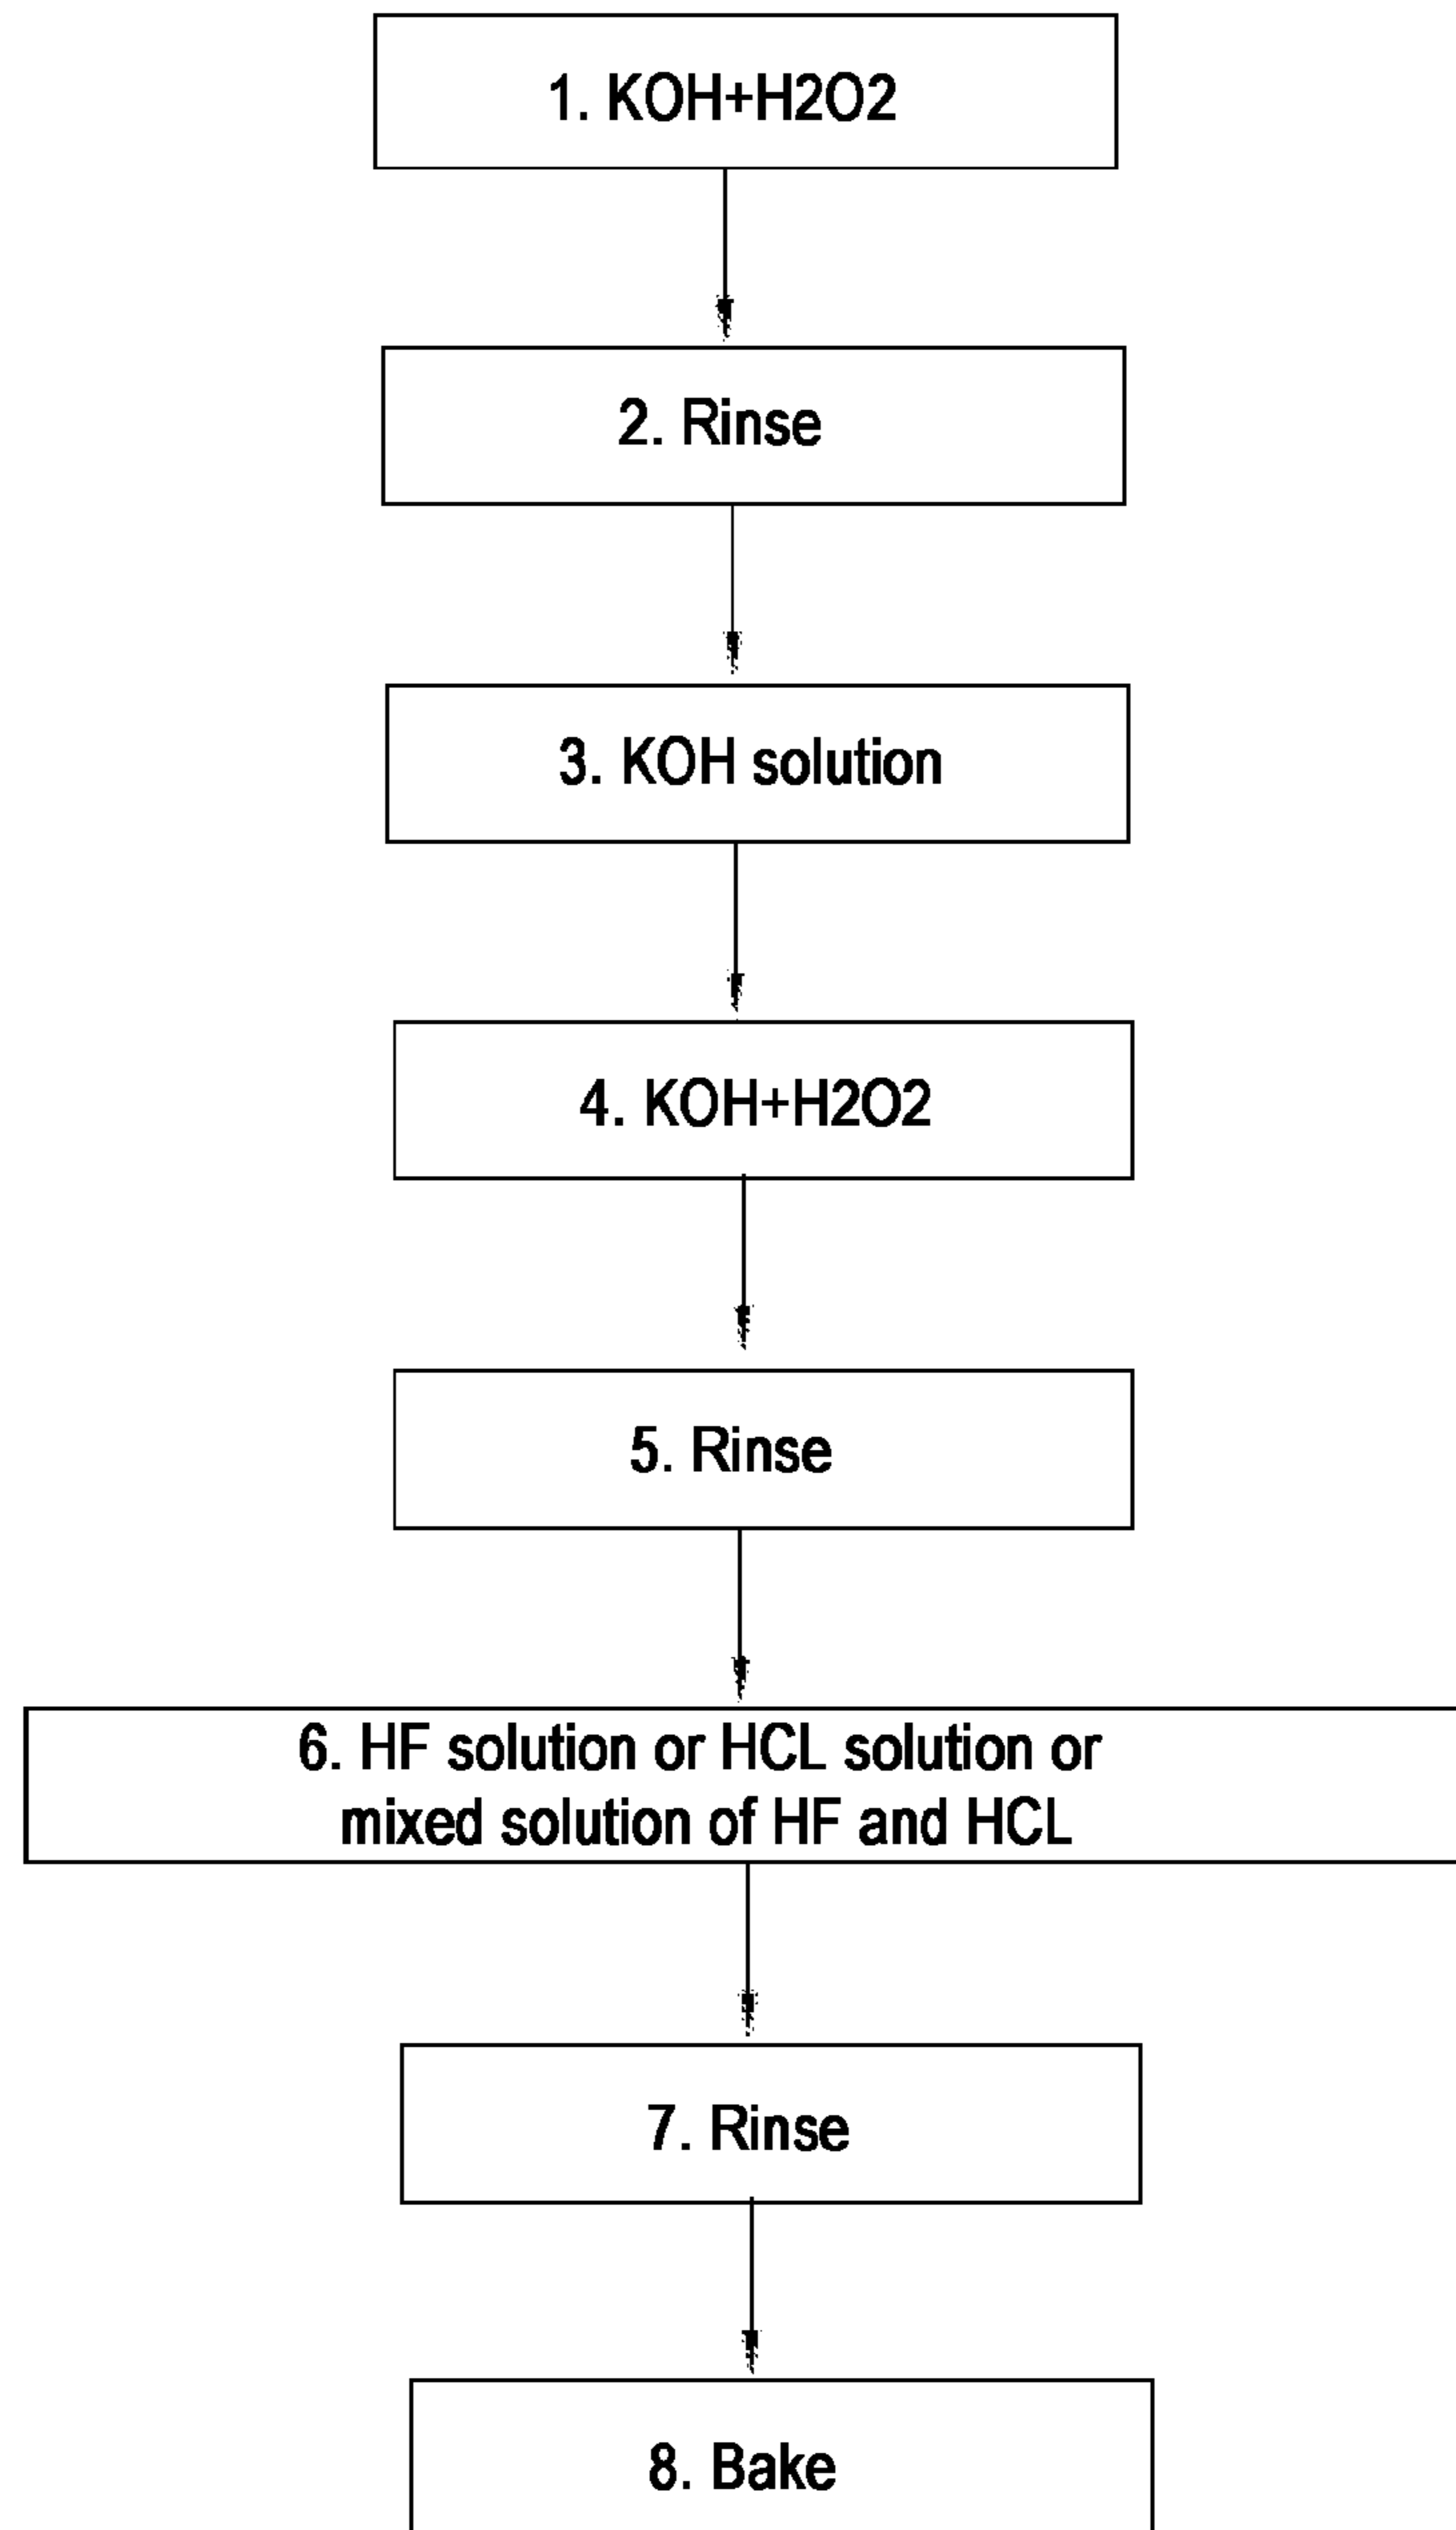 1. KOH+H2O2
2. Rinse
3. KOH solution
4. KOH+H2O2
5. Rinse
6. HF solution or HCL solution or
mixed solution of HF and HCL
7. Rinse
8. Bake